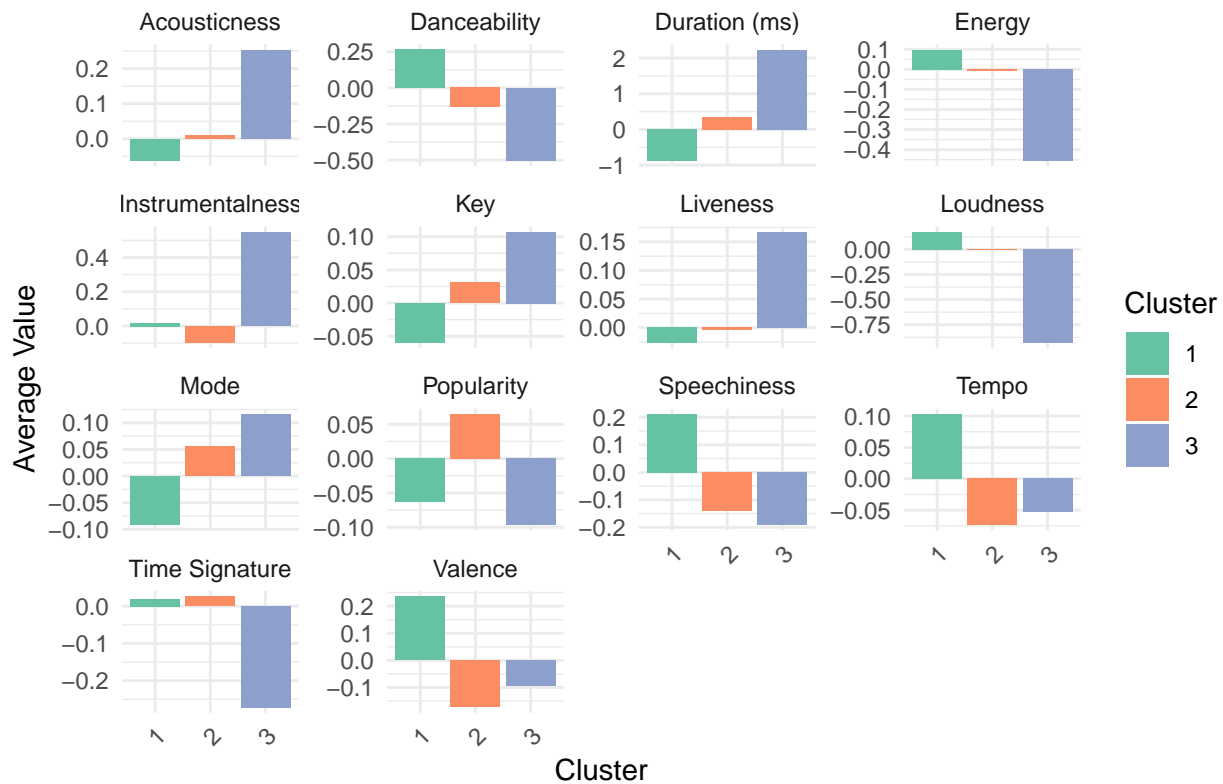 Acousticness
Danceability
Duration (ms)
Energy
0.2
0.1
0.0
0.25
0.00
−0.25
−0.50
2
1
0
−1
0.1
0.0
−0.1
−0.2
−0.3
−0.4
Instrumentalness
Key
Liveness
Loudness
0.4
0.2
0.0
0.10
0.05
0.00
−0.05
0.15
0.10
0.05
0.00
0.00
−0.25
−0.50
−0.75
Mode
Popularity
Speechiness
Tempo
0.10
0.05
0.00
−0.05
−0.10
0.05
0.00
−0.05
−0.10
0.2
0.1
0.0
−0.1
−0.2
0.10
0.05
0.00
−0.05
1 2 3
1 2 3
Time Signature
Valence
0.0
−0.1
−0.2
0.2
0.1
0.0
−0.1
1 2 3
1 2 3
Cluster
Average Value
Cluster
1
2
3